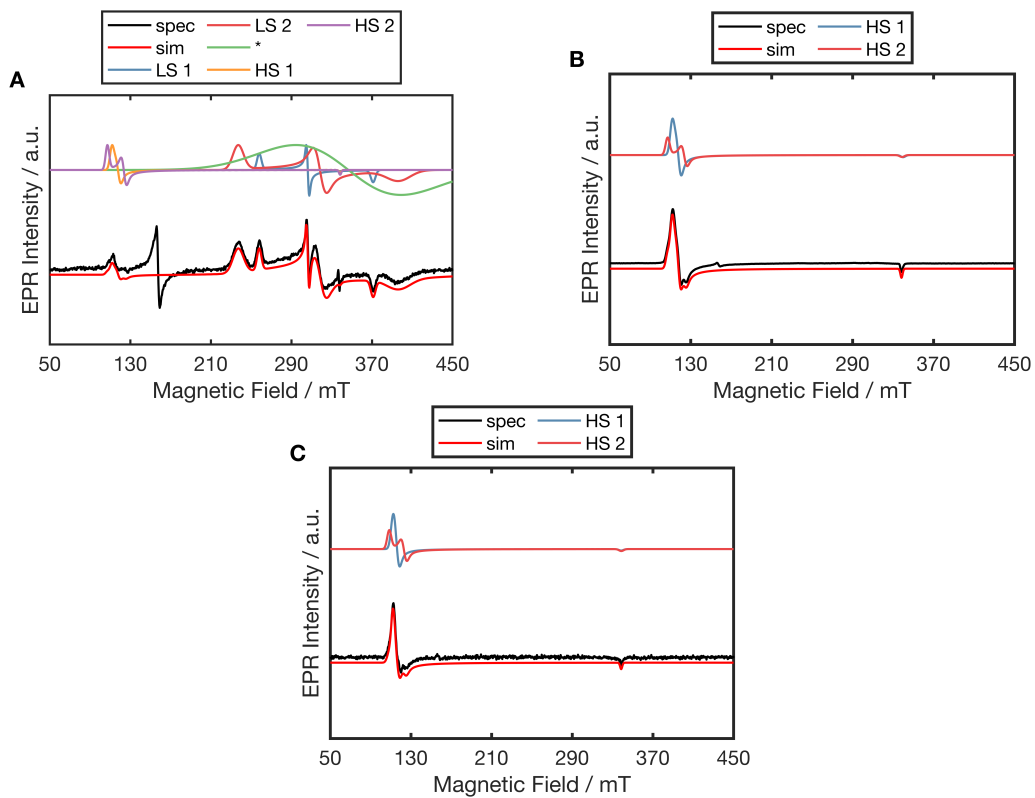 spec LS 2 HS 2
sim *
LS 1 HS 1
A
EPR Intensity / a.u.
50 130 210 290 370 450
Magnetic Field / mT
spec HS 1
sim HS 2
B
EPR Intensity / a.u.
50 130 210 290 370 450
Magnetic Field / mT
spec HS 1
sim HS 2
C
EPR Intensity / a.u.
50 130 210 290 370 450
Magnetic Field / mT